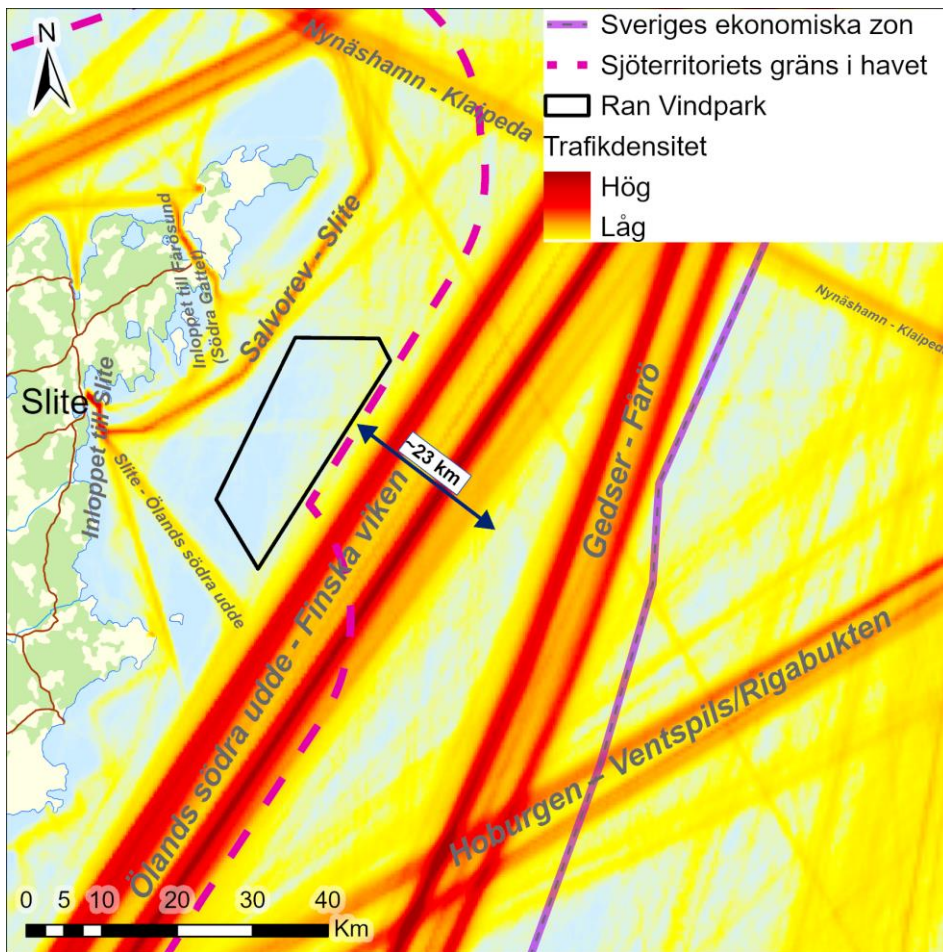 N
Nynäshamn - Klaipeda
Sveriges ekonomiska zon
Sjöterritoriets gräns i havet
Ran Vindpark
Trafikdensitet
Hög
Låg
Inloppet till Fårösund
(Södra Gattet)
Salvorev - Slite
Nynäshamn - Klaipeda
Slite
Inloppet till Slite
Slite - Ölands södra udde
~23 km
Gedser - Fårö
Ölands södra udde - Finska viken
Hoburgen – Ventspils/Rigabukten
0 5 10 20 30 40
Km